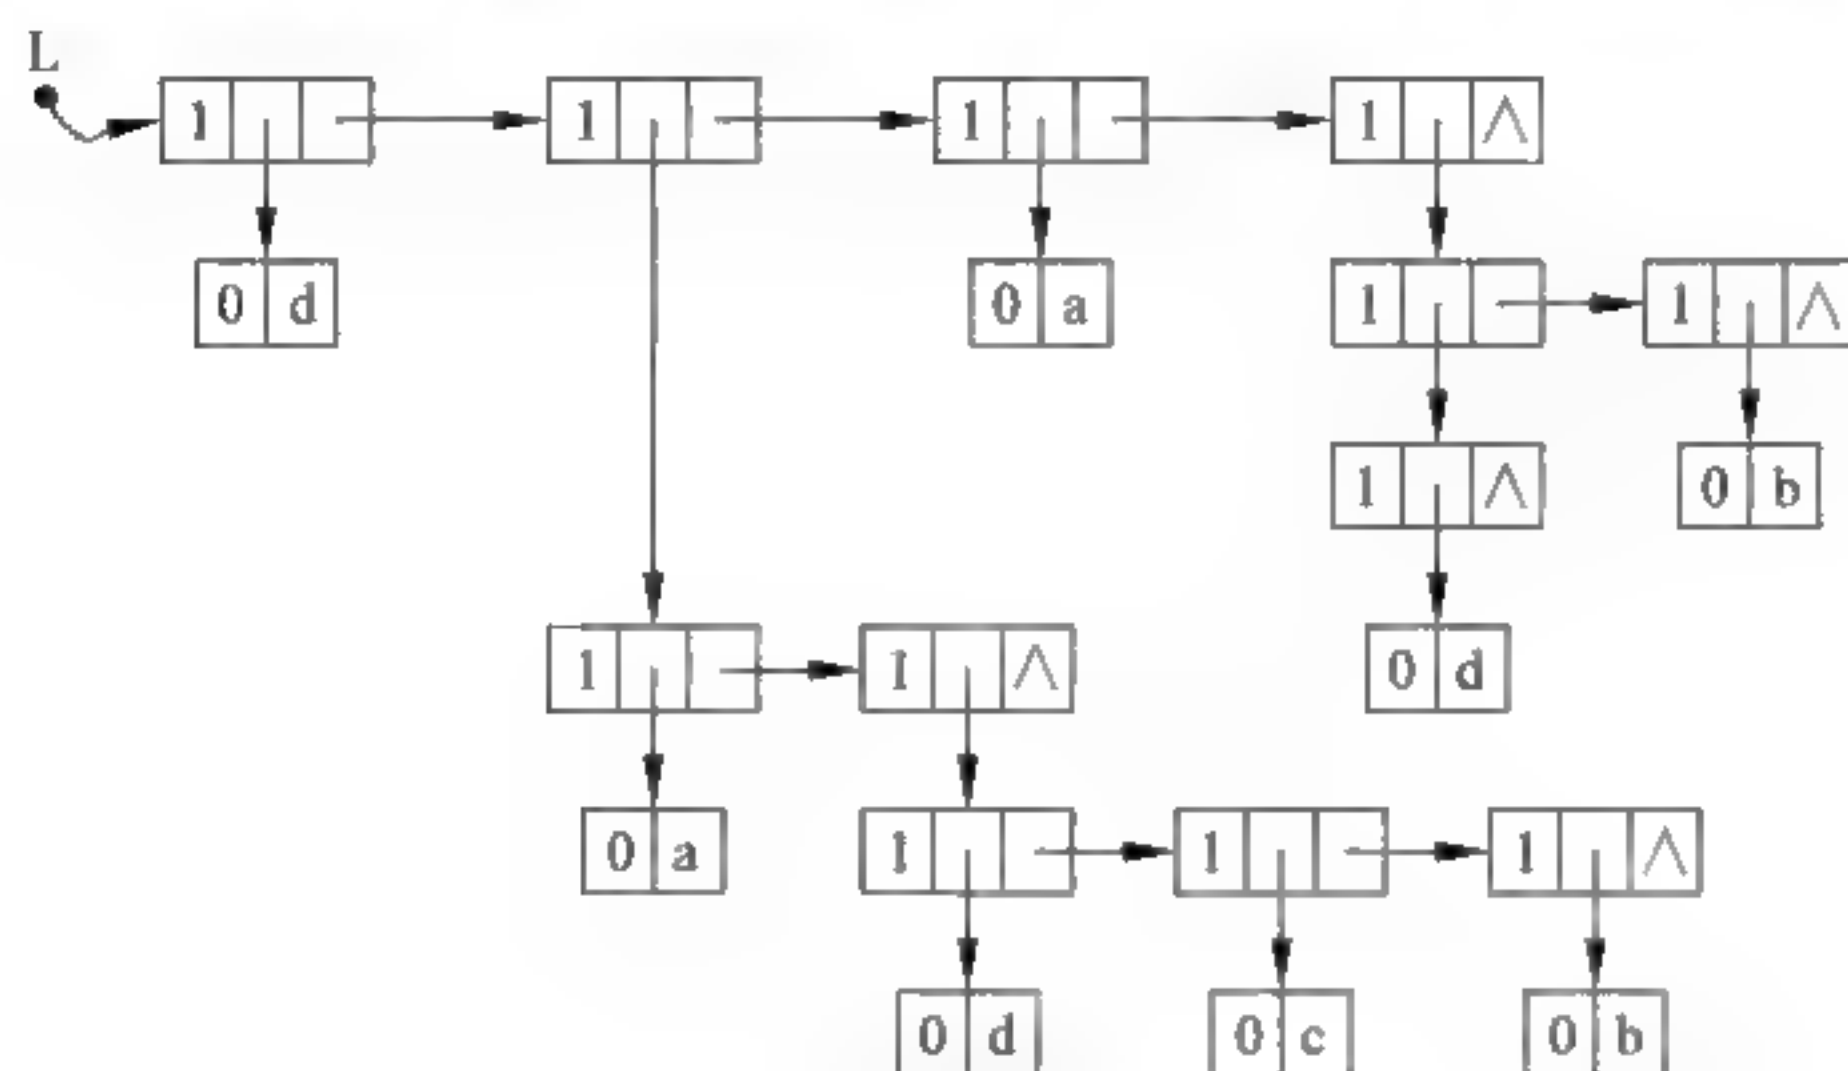 L
1 1 1 1 ∧
0 d 0 a 1 1 ∧
1 ∧ 0 b
1 1 ∧ 0 d
0 a 1 1 1 ∧
0 d 0 c 0 b